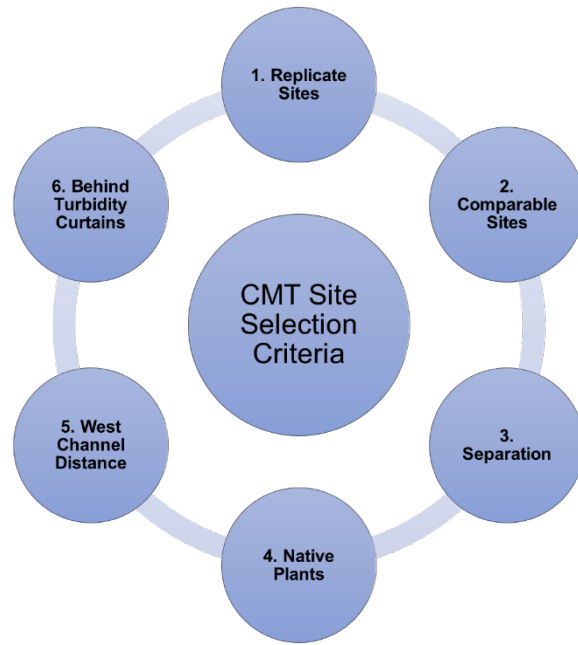 1. Replicate
Sites
2.
Comparable
Sites
3.
Separation
4. Native
Plants
5. West
Channel
Distance
6. Behind
Turbidity
Curtains
CMT Site
Selection
Criteria